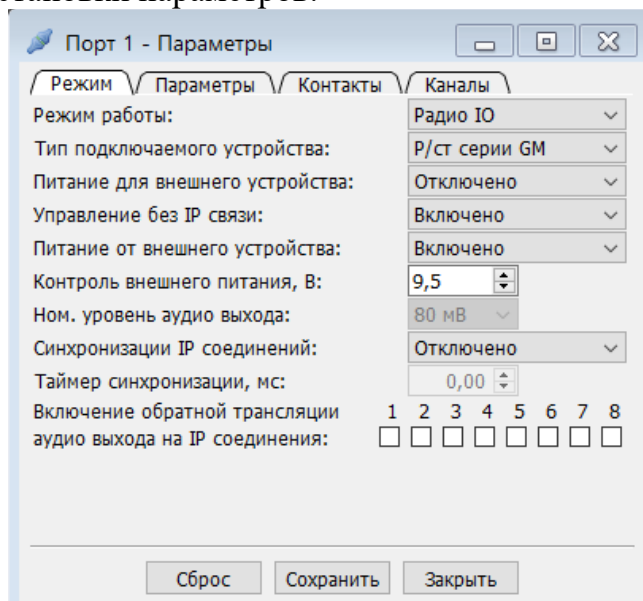 параметров.
Порт 1 - Параметры
Режим Параметры Контакты Каналы
Режим работы: Радио IO
Тип подключаемого устройства: Р/ст серии GM
Питание для внешнего устройства: Отключено
Управление без IP связи: Включено
Питание от внешнего устройства: Включено
Контроль внешнего питания, В: 9,5
Ном. уровень аудио выхода: 80 мВ
Синхронизации IP соединений: Отключено
Таймер синхронизации, мс: 0,00
Включение обратной трансляции 1 2 3 4 5 6 7 8
аудио выхода на IP соединения:
Сброс Сохранить Закрыть